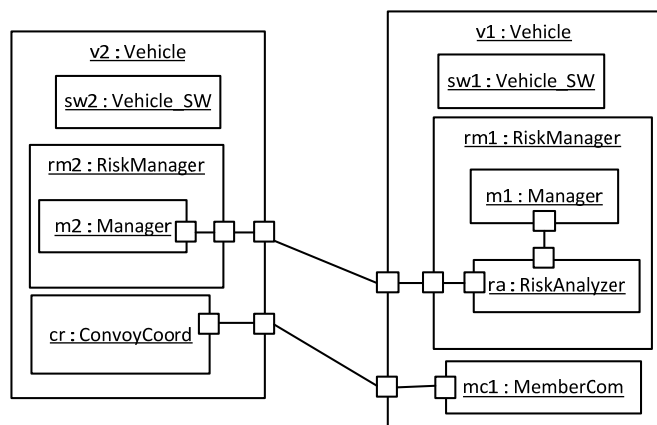 v2 : Vehicle
sw2 : Vehicle_SW
rm2 : RiskManager
m2 : Manager
cr : ConvoyCoord
v1 : Vehicle
sw1 : Vehicle_SW
rm1 : RiskManager
m1 : Manager
ra : RiskAnalyzer
mc1 : MemberCom